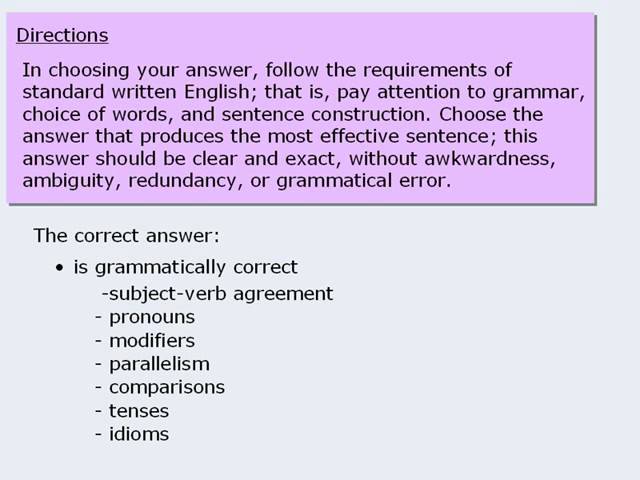 Directions
In choosing your answer, follow the requirements of
standard written English; that is, pay attention to grammar,
choice of words, and sentence construction. Choose the
answer that produces the most effective sentence; this
answer should be clear and exact, without awkwardness,
ambiguity, redundancy, or grammatical error.
The correct answer:
• is grammatically correct
-subject-verb agreement
- pronouns
- modifiers
- parallelism
- comparisons
- tenses
- idioms